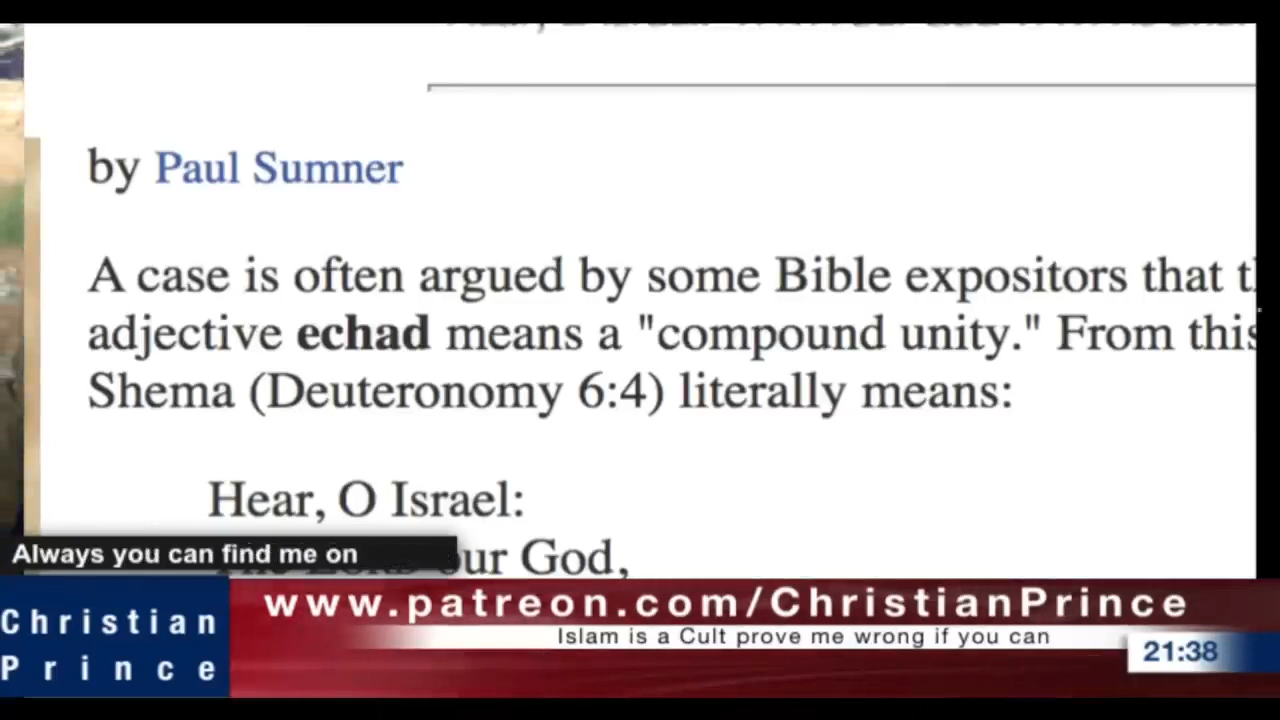 by Paul Sumner
A case is often argued by some Bible expositors that
adjective echad means a "compound unity." From this
Shema (Deuteronomy 6:4) literally means:
Hear, O Israel:
our God,
Always you can find me on
Christian
Prince
www.patreon.com/ChristianPrince
Islam is a Cult prove me wrong if you can
21:38